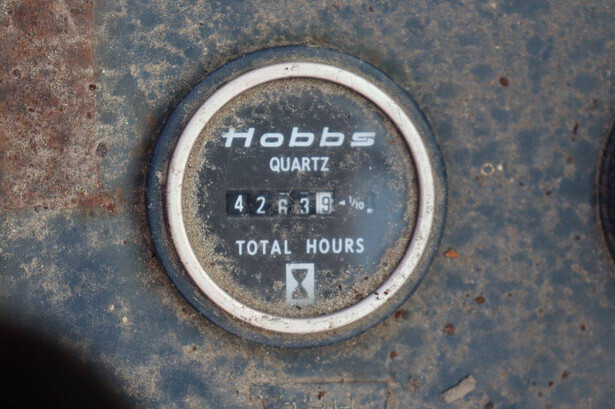 Hobbs
QUARTZ
42639 ◄ 1/10
TOTAL HOURS